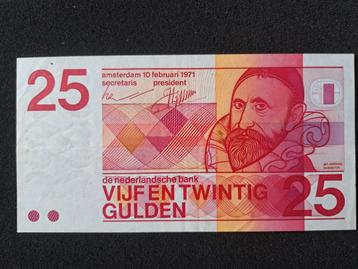 25
amsterdam 10 februari 1971
secretaris president
de nederlandsche bank
VIJF EN TWINTIG
GULDEN
25